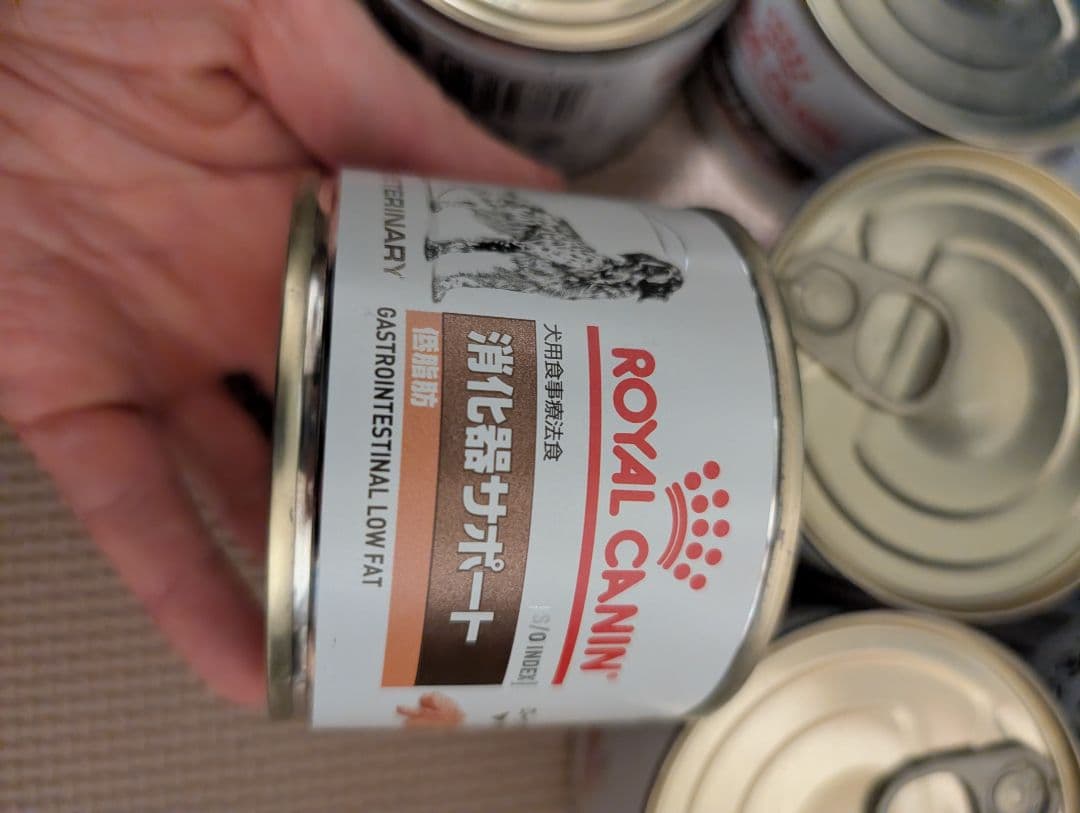 ROYAL CANIN
犬用食事療法食
S/O INDEX
消化器サポート
低脂肪
GASTROINTESTINAL LOW FAT